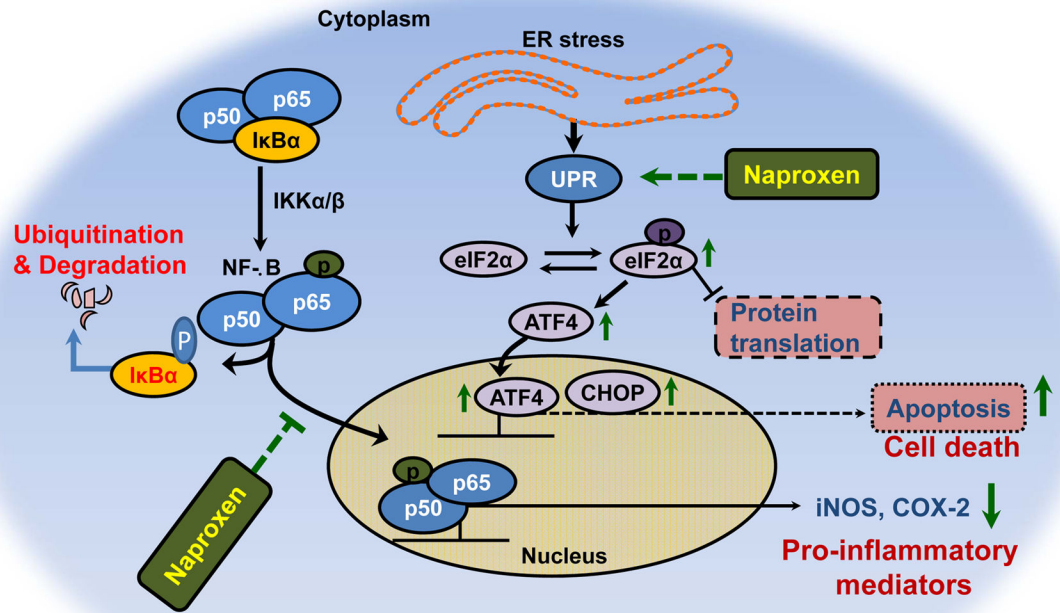 Cytoplasm
ER stress
p50
p65
IκBα
IKKα/β
UPR
Naproxen
Ubiquitination
& Degradation
NF-.B
p
p50
p65
P
IκBα
eIF2α
p
eIF2α
Protein
translation
ATF4
ATF4
CHOP
Apoptosis
Cell death
p
p50
p65
iNOS, COX-2
Pro-inflammatory
mediators
Nucleus
Naproxen